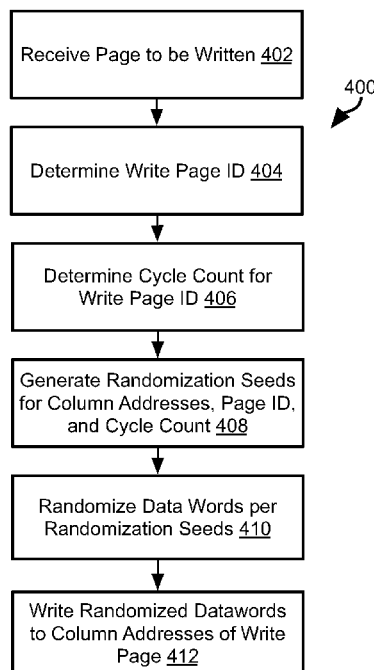 Receive Page to be Written 402
400
Determine Write Page ID 404
Determine Cycle Count for
Write Page ID 406
Generate Randomization Seeds
for Column Addresses, Page ID,
and Cycle Count 408
Randomize Data Words per
Randomization Seeds 410
Write Randomized Datawords
to Column Addresses of Write
Page 412